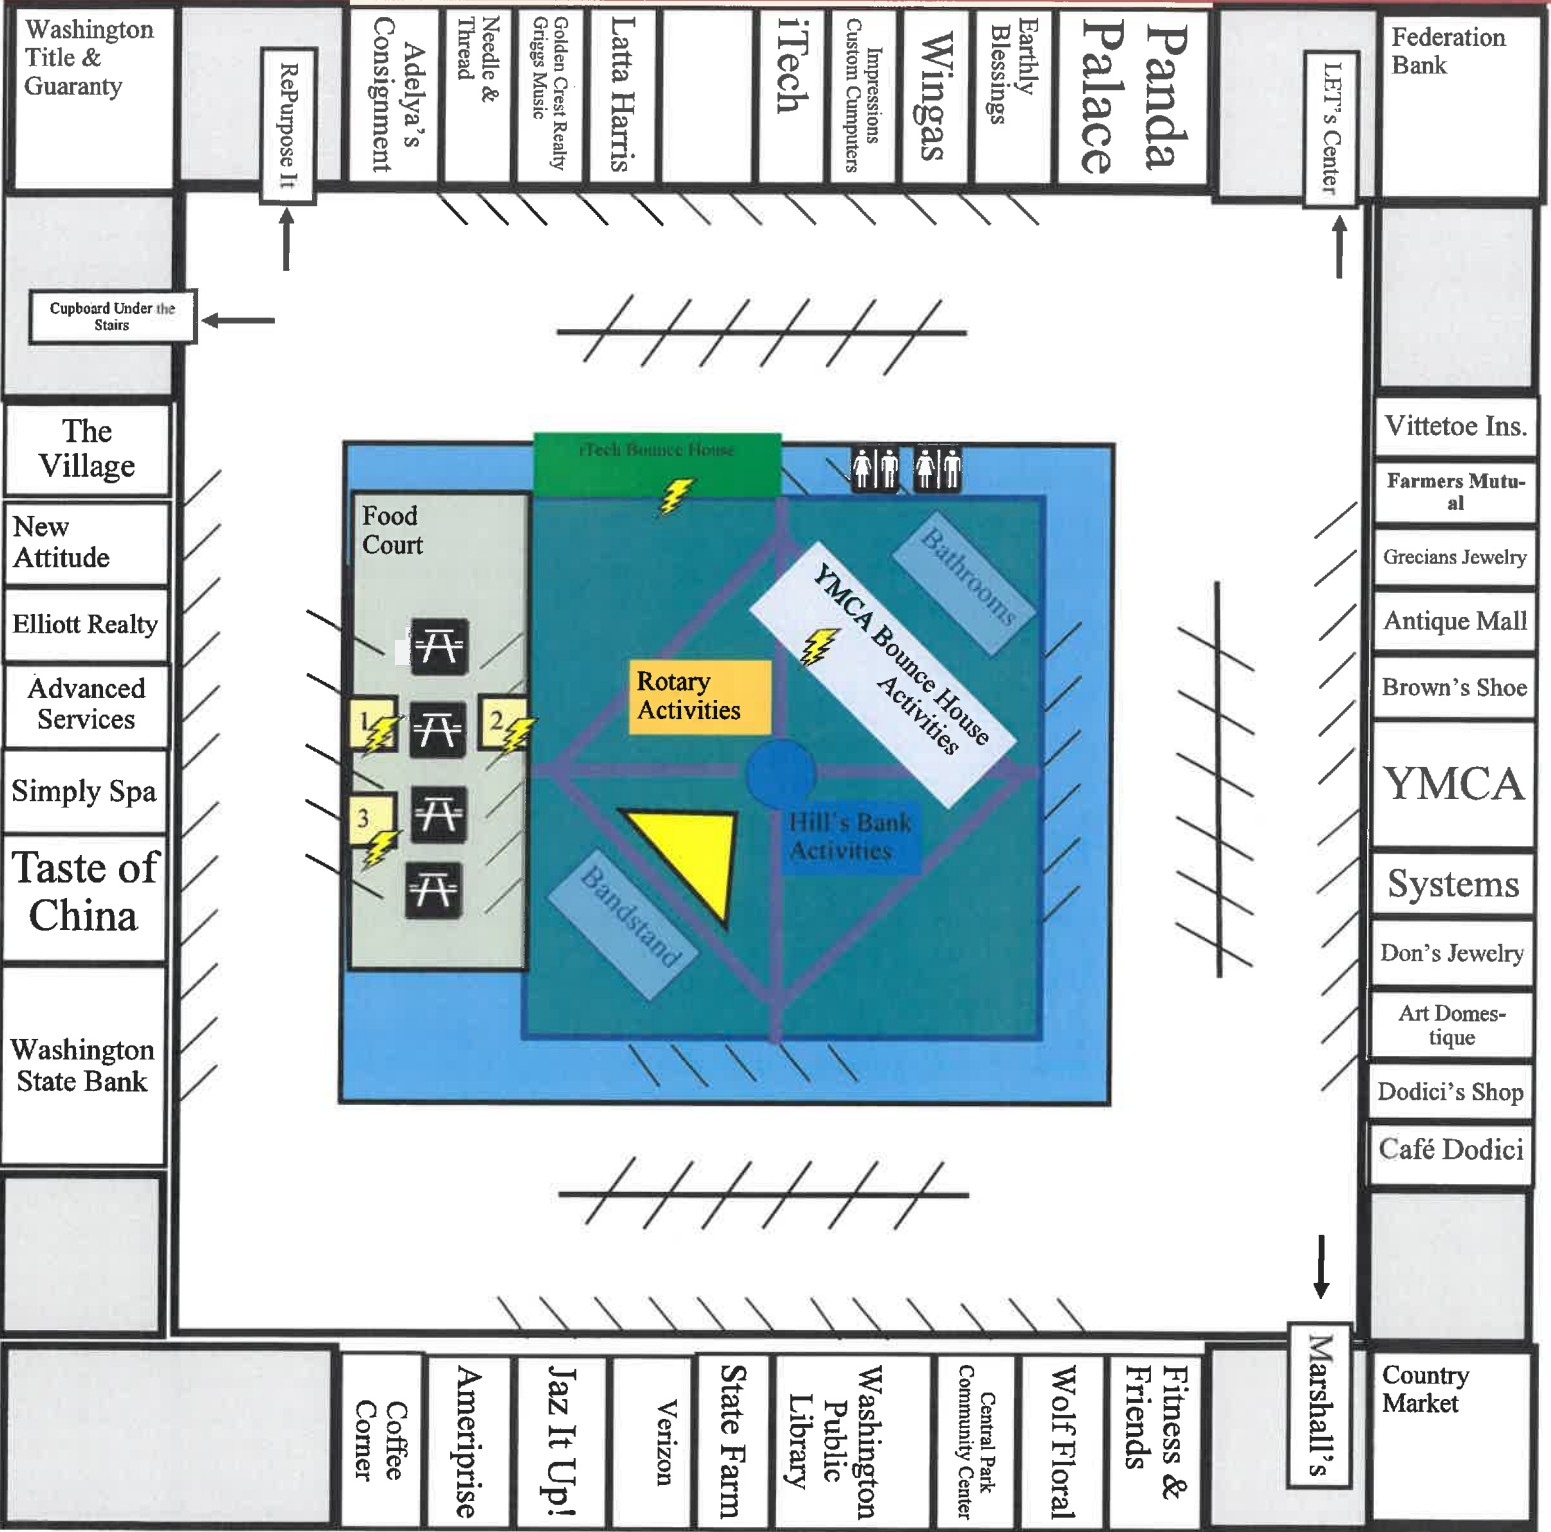 Washington
Title &
Guaranty
RePurpose It
Adelya's
Consignment
Needle &
Thread
Golden Crest Realty
Griggs Music
Latta Harris
iTech
Impressions
Custom Cumputers
Wingas
Earthly
Blessings
Panda
Palace
LET's Center
Federation
Bank
Cupboard Under the
Stairs
The
Village
New
Attitude
Elliott Realty
Advanced
Services
Simply Spa
Taste of
China
Washington
State Bank
iTech Bounce House
Food
Court
1
2
3
Bathrooms
YMCA Bounce House
Activities
Rotary
Activities
Hill's Bank
Activities
Bandstand
Vittetoe Ins.
Farmers Mutu-
al
Grecians Jewelry
Antique Mall
Brown's Shoe
YMCA
Systems
Don's Jewelry
Art Domes-
tique
Dodici's Shop
Café Dodici
Coffee
Corner
Ameriprise
Jaz It Up!
Verizon
State Farm
Washington
Public
Library
Central Park
Community Center
Wolf Floral
Fitness &
Friends
Marshall's
Country
Market